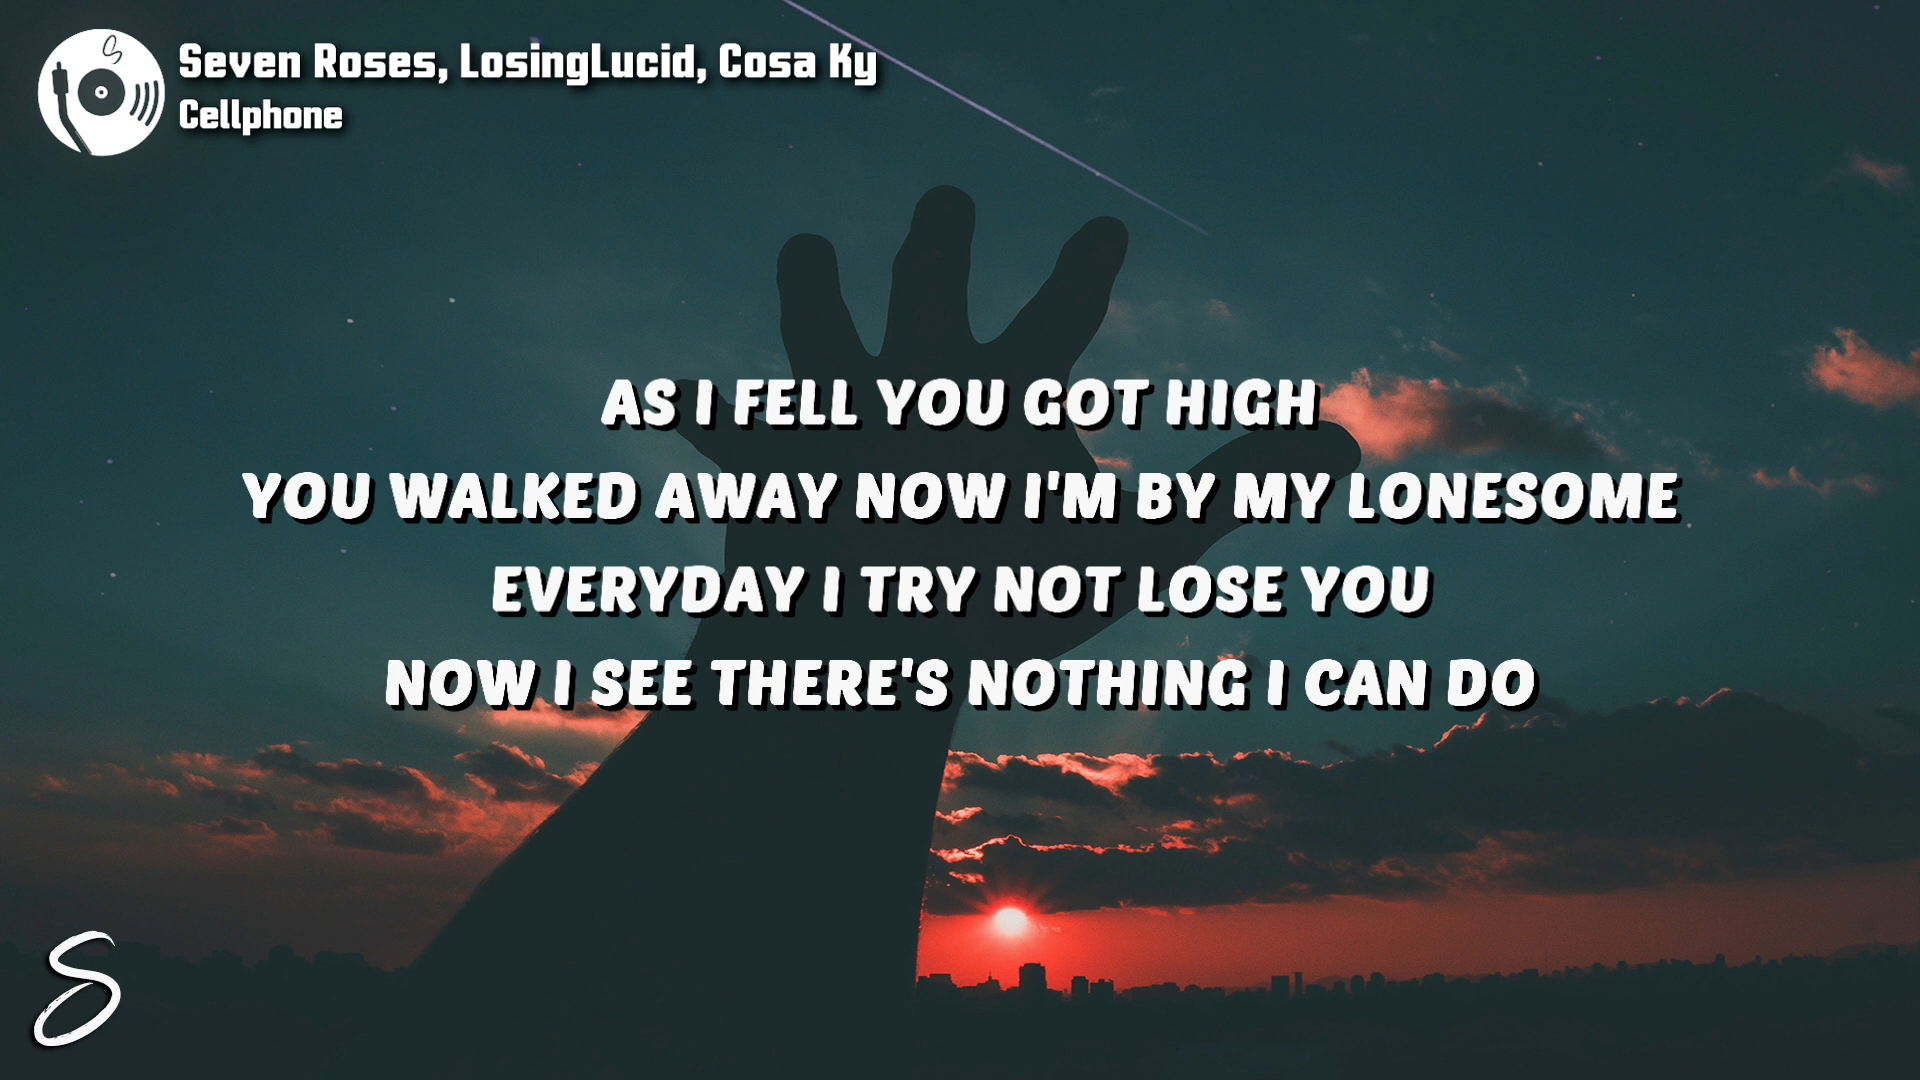 Seven Roses, LosingLucid, Cosa Ky
Cellphone
AS I FELL YOU GOT HIGH
YOU WALKED AWAY NOW I'M BY MY LONESOME
EVERYDAY I TRY NOT LOSE YOU
NOW I SEE THERE'S NOTHING I CAN DO
S